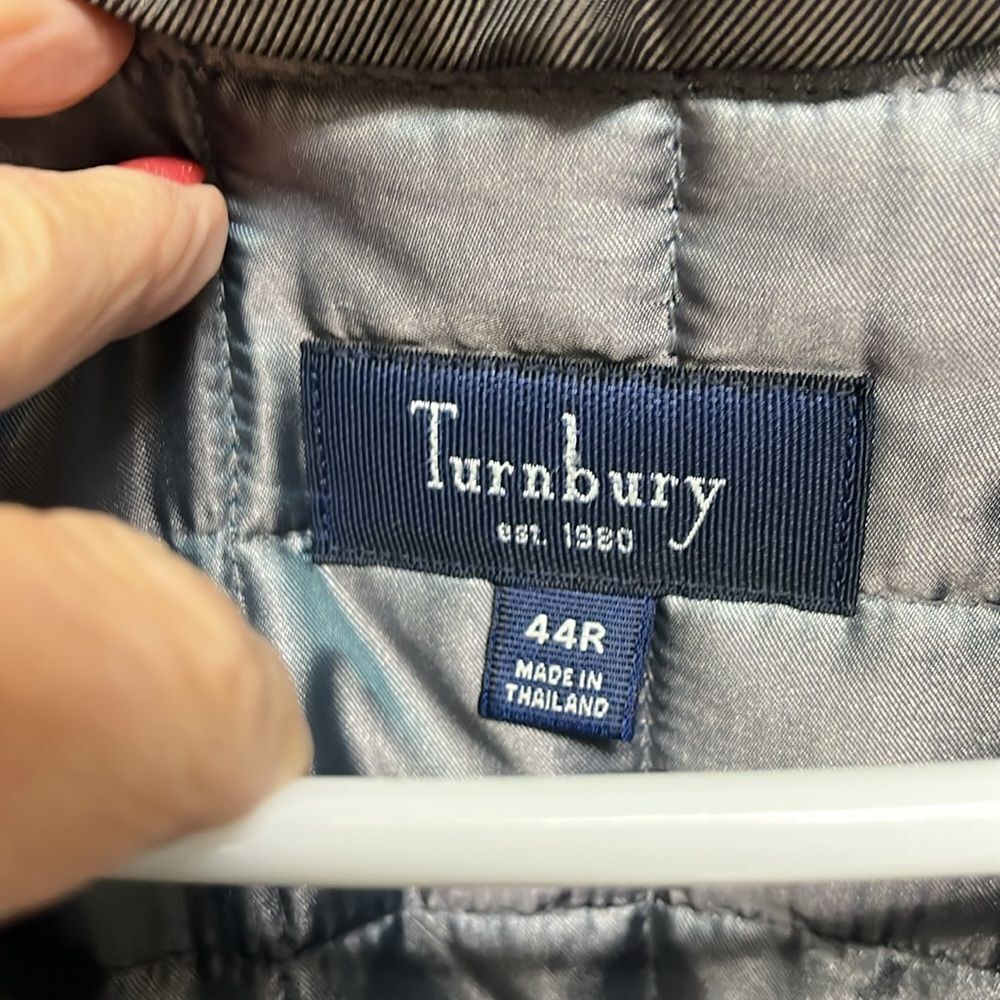 Turnbury
est. 1980
44R
MADE IN
THAILAND